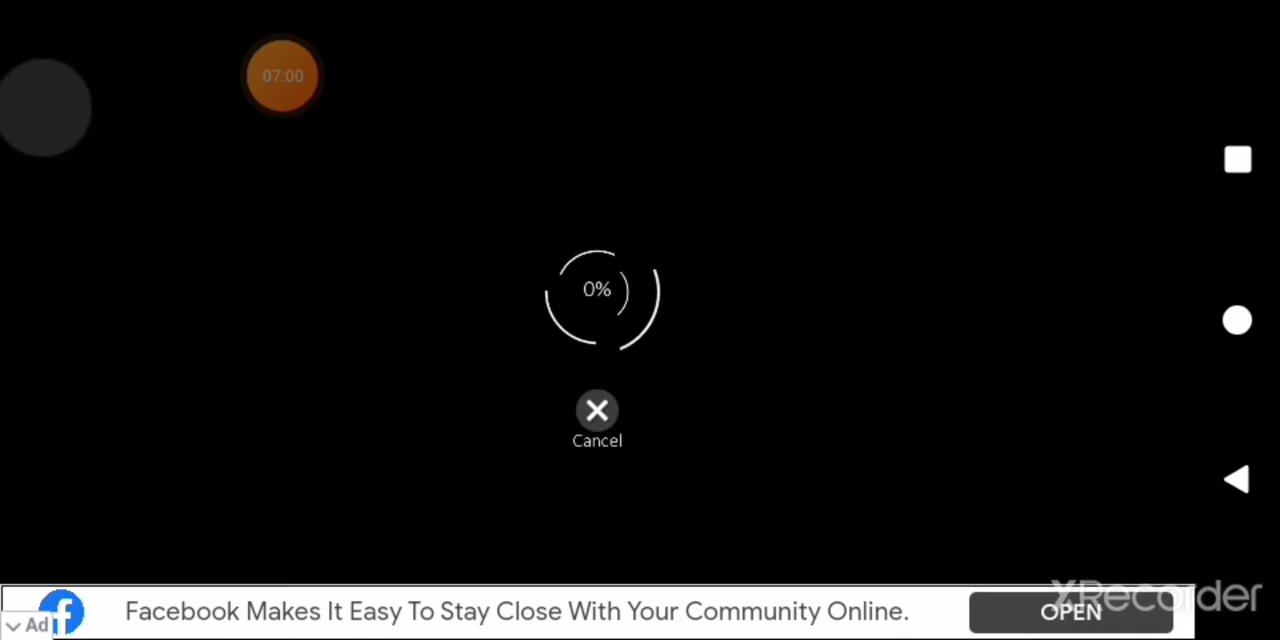 07:00
0%
Cancel
Facebook Makes It Easy To Stay Close With Your Community Online.
OPEN
XRecorder
Ad